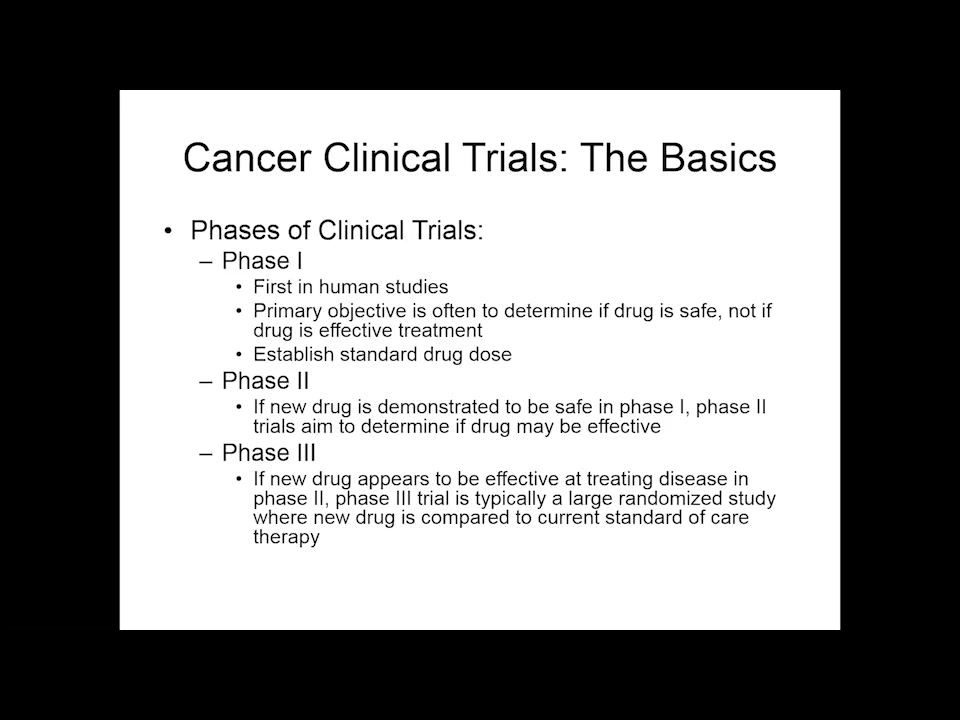 Cancer Clinical Trials: The Basics
• Phases of Clinical Trials:
– Phase I
• First in human studies
• Primary objective is often to determine if drug is safe, not if
drug is effective treatment
• Establish standard drug dose
– Phase II
• If new drug is demonstrated to be safe in phase I, phase II
trials aim to determine if drug may be effective
– Phase III
• If new drug appears to be effective at treating disease in
phase II, phase III trial is typically a large randomized study
where new drug is compared to current standard of care
therapy